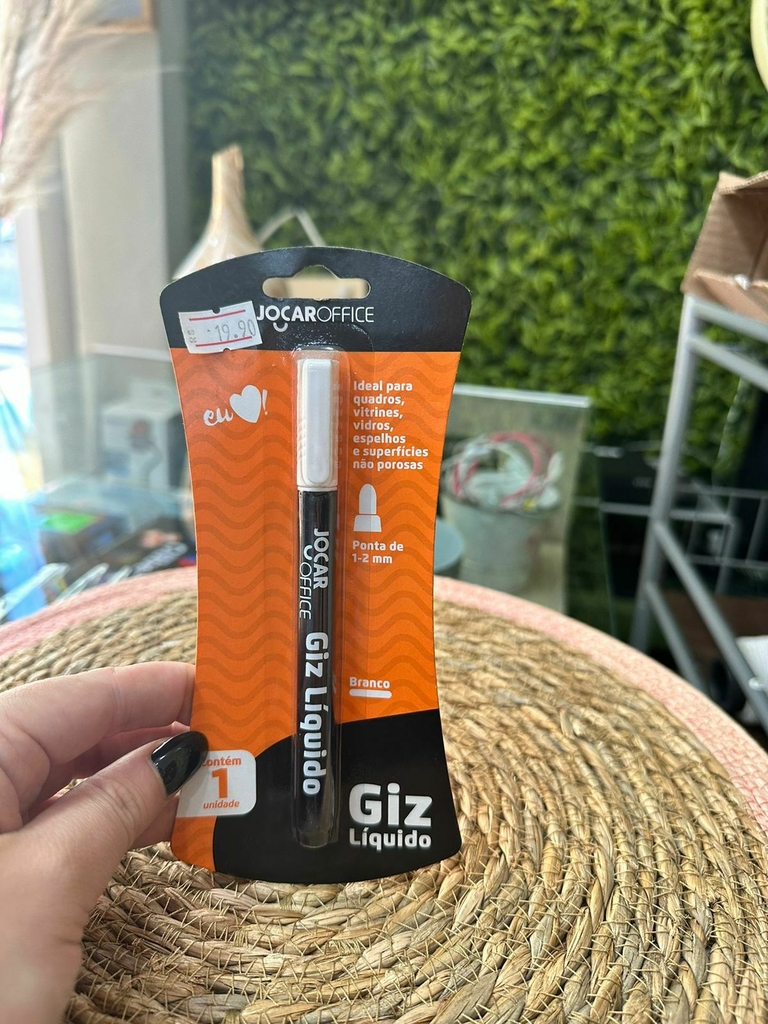 JOCAROFFICE
R$ 19.90
eu !
Ideal para
quadros,
vitrines,
vidros,
espelhos
e superfícies
não porosas
Ponta de
1-2 mm
JOCAR
OFFICE
Giz Líquido
Branco
contém
1
unidade
Giz
Líquido